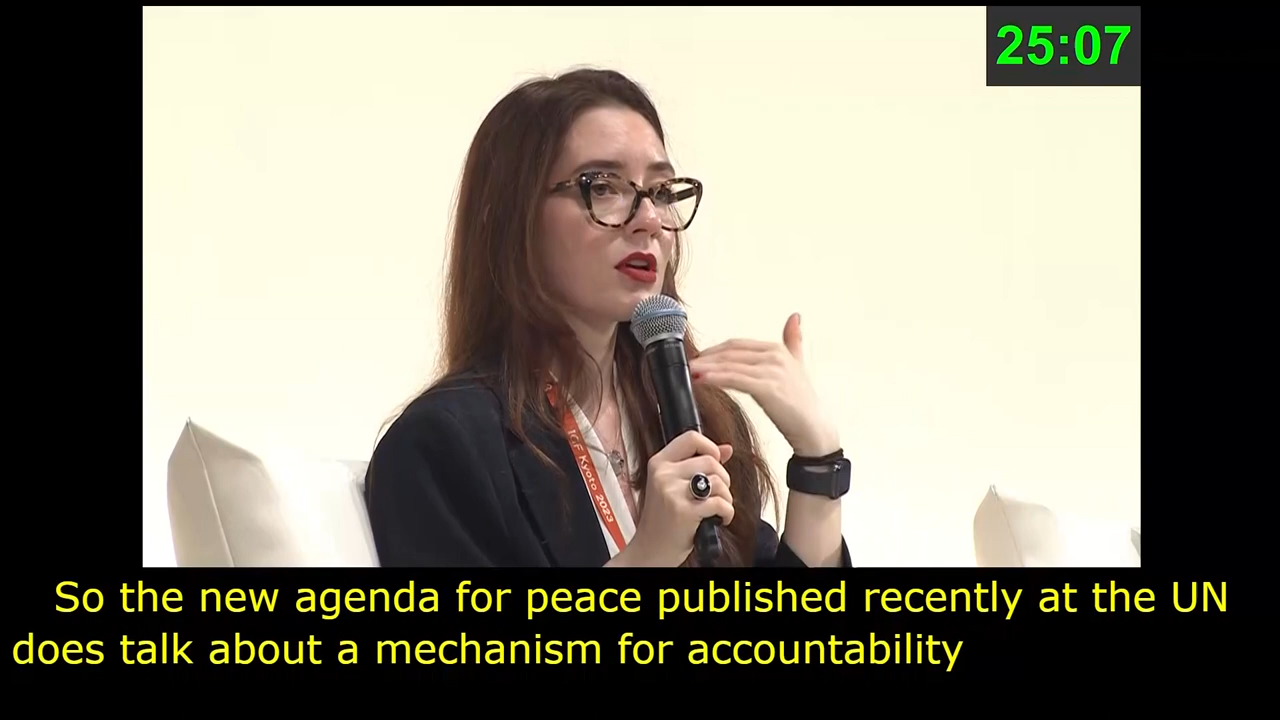 25:07
IGF Kyoto 2023
So the new agenda for peace published recently at the UN
does talk about a mechanism for accountability